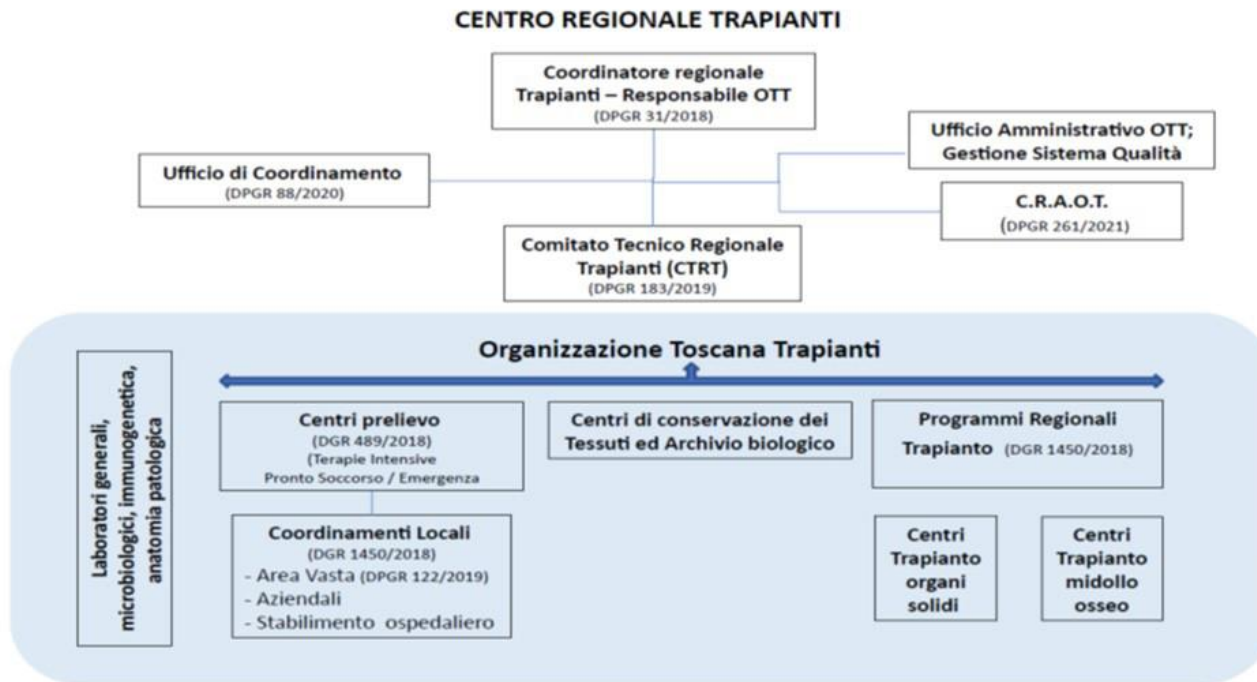 CENTRO REGIONALE TRAPIANTI
Coordinatore regionale
Trapianti – Responsabile OTT
(DPGR 31/2018)
Ufficio Amministrativo OTT;
Gestione Sistema Qualità
Ufficio di Coordinamento
(DPGR 88/2020)
C.R.A.O.T.
(DPGR 261/2021)
Comitato Tecnico Regionale
Trapianti (CTRT)
(DPGR 183/2019)
Organizzazione Toscana Trapianti
Laboratori generali,
microbiologici, immunogenetica,
anatomia patologica
Centri prelievo
(DGR 489/2018)
(Terapie Intensive
Pronto Soccorso / Emergenza
Centri di conservazione dei
Tessuti ed Archivio biologico
Programmi Regionali
Trapianto (DGR 1450/2018)
Coordinamenti Locali
(DGR 1450/2018)
- Area Vasta (DPGR 122/2019)
- Aziendali
- Stabilimento ospedaliero
Centri
Trapianto
organi
solidi
Centri
Trapianto
midollo
osseo